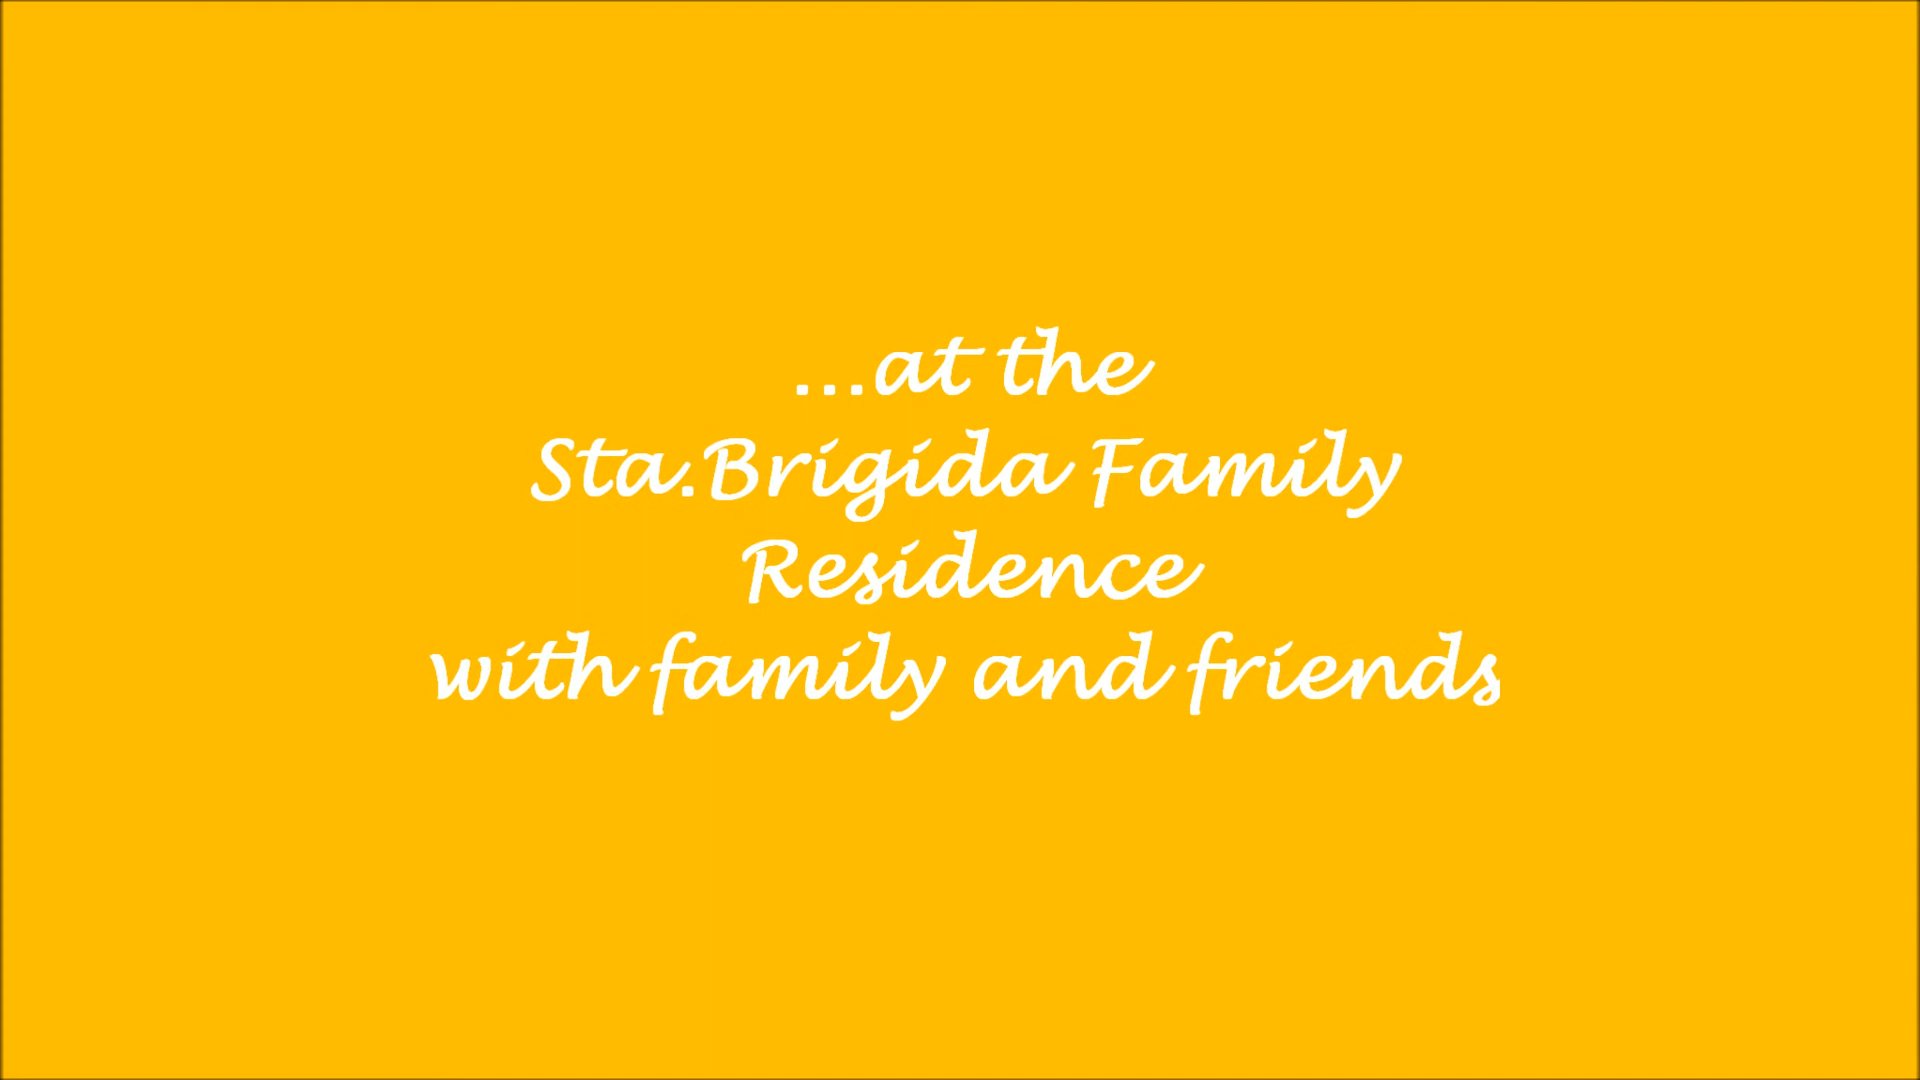 ...at the
Sta.Brigida Family
Residence
with family and friends